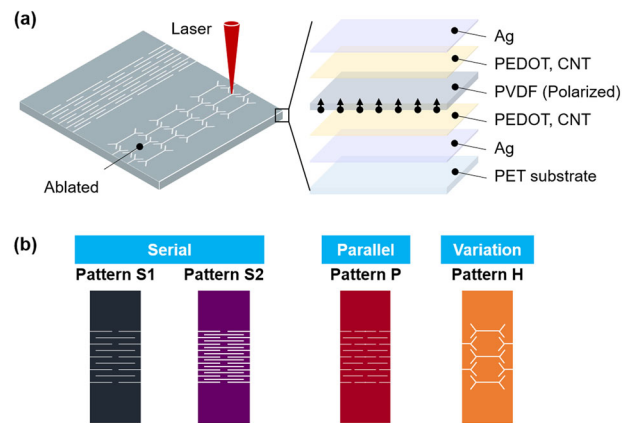 (a)
Laser
Ablated
Ag
PEDOT, CNT
PVDF (Polarized)
PEDOT, CNT
Ag
PET substrate
(b)
Serial
Parallel
Variation
Pattern S1
Pattern S2
Pattern P
Pattern H